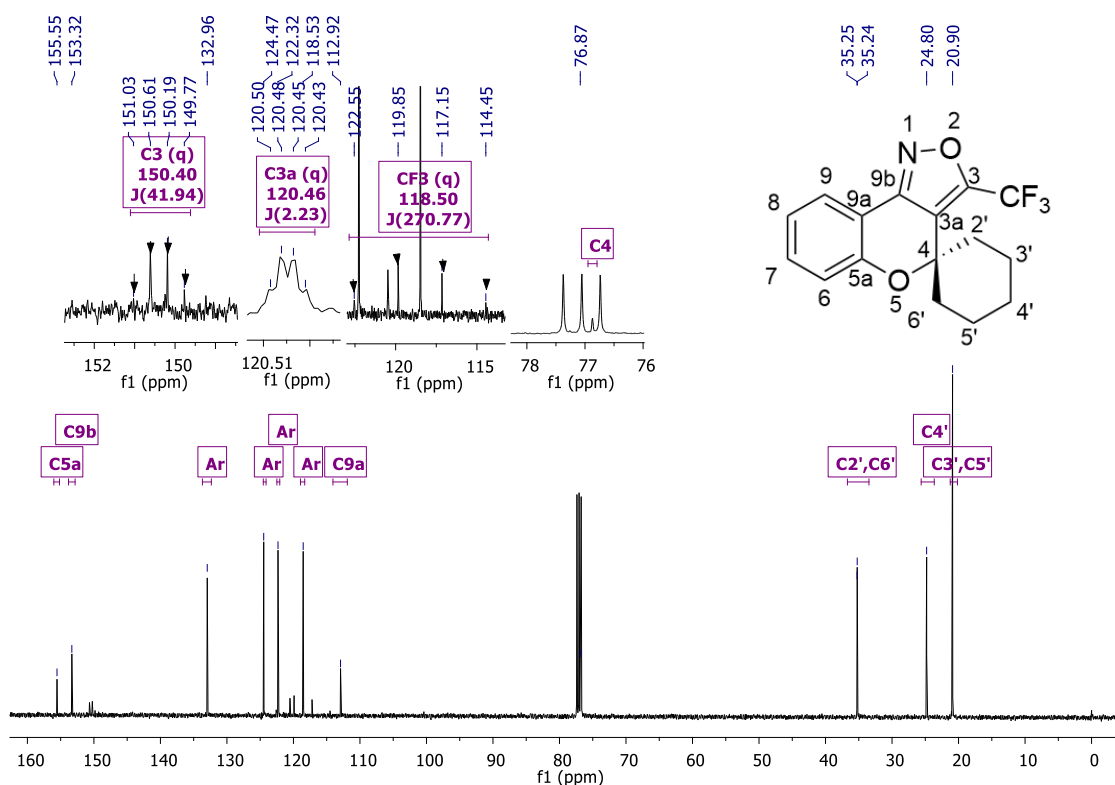 155.55
153.32
151.03
150.61
150.19
149.77
132.96
120.50
124.47
120.48
122.32
120.45
118.53
120.43
112.92
122.55
119.85
117.15
114.45
76.87
35.25
35.24
24.80
20.90
C3 (q)
150.40
J(41.94)
C3a (q)
120.46
J(2.23)
CF3 (q)
118.50
J(270.77)
C4
152 150
f1 (ppm)
120.51
f1 (ppm)
120 115
f1 (ppm)
78 77 76
f1 (ppm)
1 2
N O
9 9b 3
8 9a CF₃
3a 2'
4 3'
7 5a O
6 5 4'
6'
5'
Ar C4'
C9b
C5a Ar Ar Ar C9a C2',C6' C3',C5'
160 150 140 130 120 110 100 90 80 70 60 50 40 30 20 10 0
f1 (ppm)